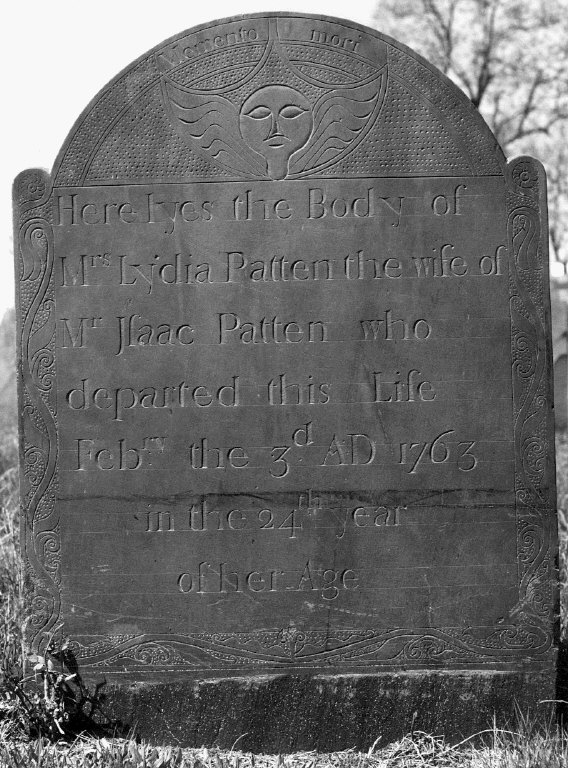 Memento mori
Here lyes the Body of
Mrs Lydia Patten the wife of
Mr Iſaac Patten who
departed this Life
Febry the 3d AD 1763
in the 24th year
of her Age